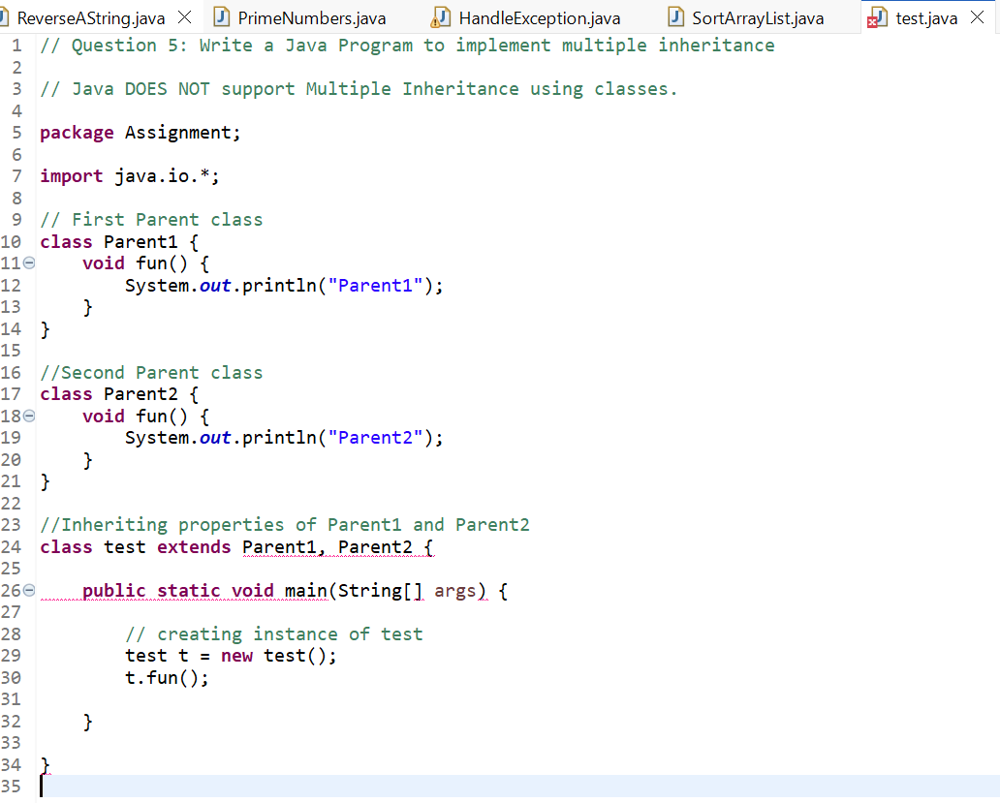 ReverseAString.java PrimeNumbers.java HandleException.java SortArrayList.java test.java
1 // Question 5: Write a Java Program to implement multiple inheritance
2
3 // Java DOES NOT support Multiple Inheritance using classes.
4
5 package Assignment;
6
7 import java.io.*;
8
9 // First Parent class
10 class Parent1 {
11     void fun() {
12         System.out.println("Parent1");
13     }
14 }
15
16 //Second Parent class
17 class Parent2 {
18     void fun() {
19         System.out.println("Parent2");
20     }
21 }
22
23 //Inheriting properties of Parent1 and Parent2
24 class test extends Parent1, Parent2 {
25
26     public static void main(String[] args) {
27
28         // creating instance of test
29         test t = new test();
30         t.fun();
31
32     }
33
34 }
35